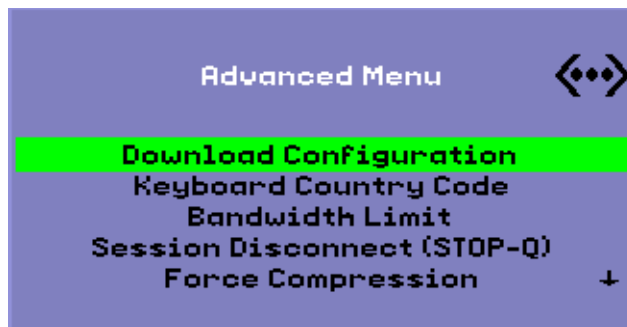 Advanced Menu
Download Configuration
Keyboard Country Code
Bandwidth Limit
Session Disconnect (STOP-Q)
Force Compression